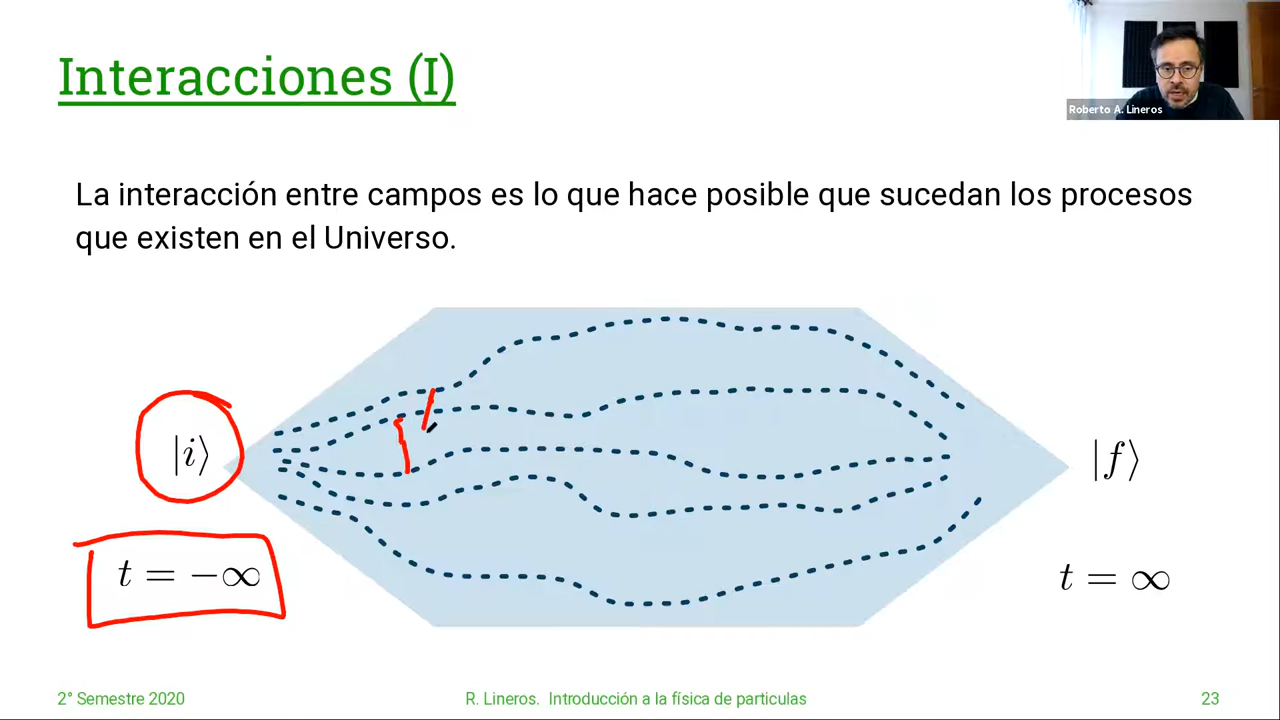 Interacciones (I)
Roberto A. Lineros
La interacción entre campos es lo que hace posible que sucedan los procesos
que existen en el Universo.
|i⟩
|f⟩
t = −∞
t = ∞
2° Semestre 2020
R. Lineros. Introducción a la física de particulas
23